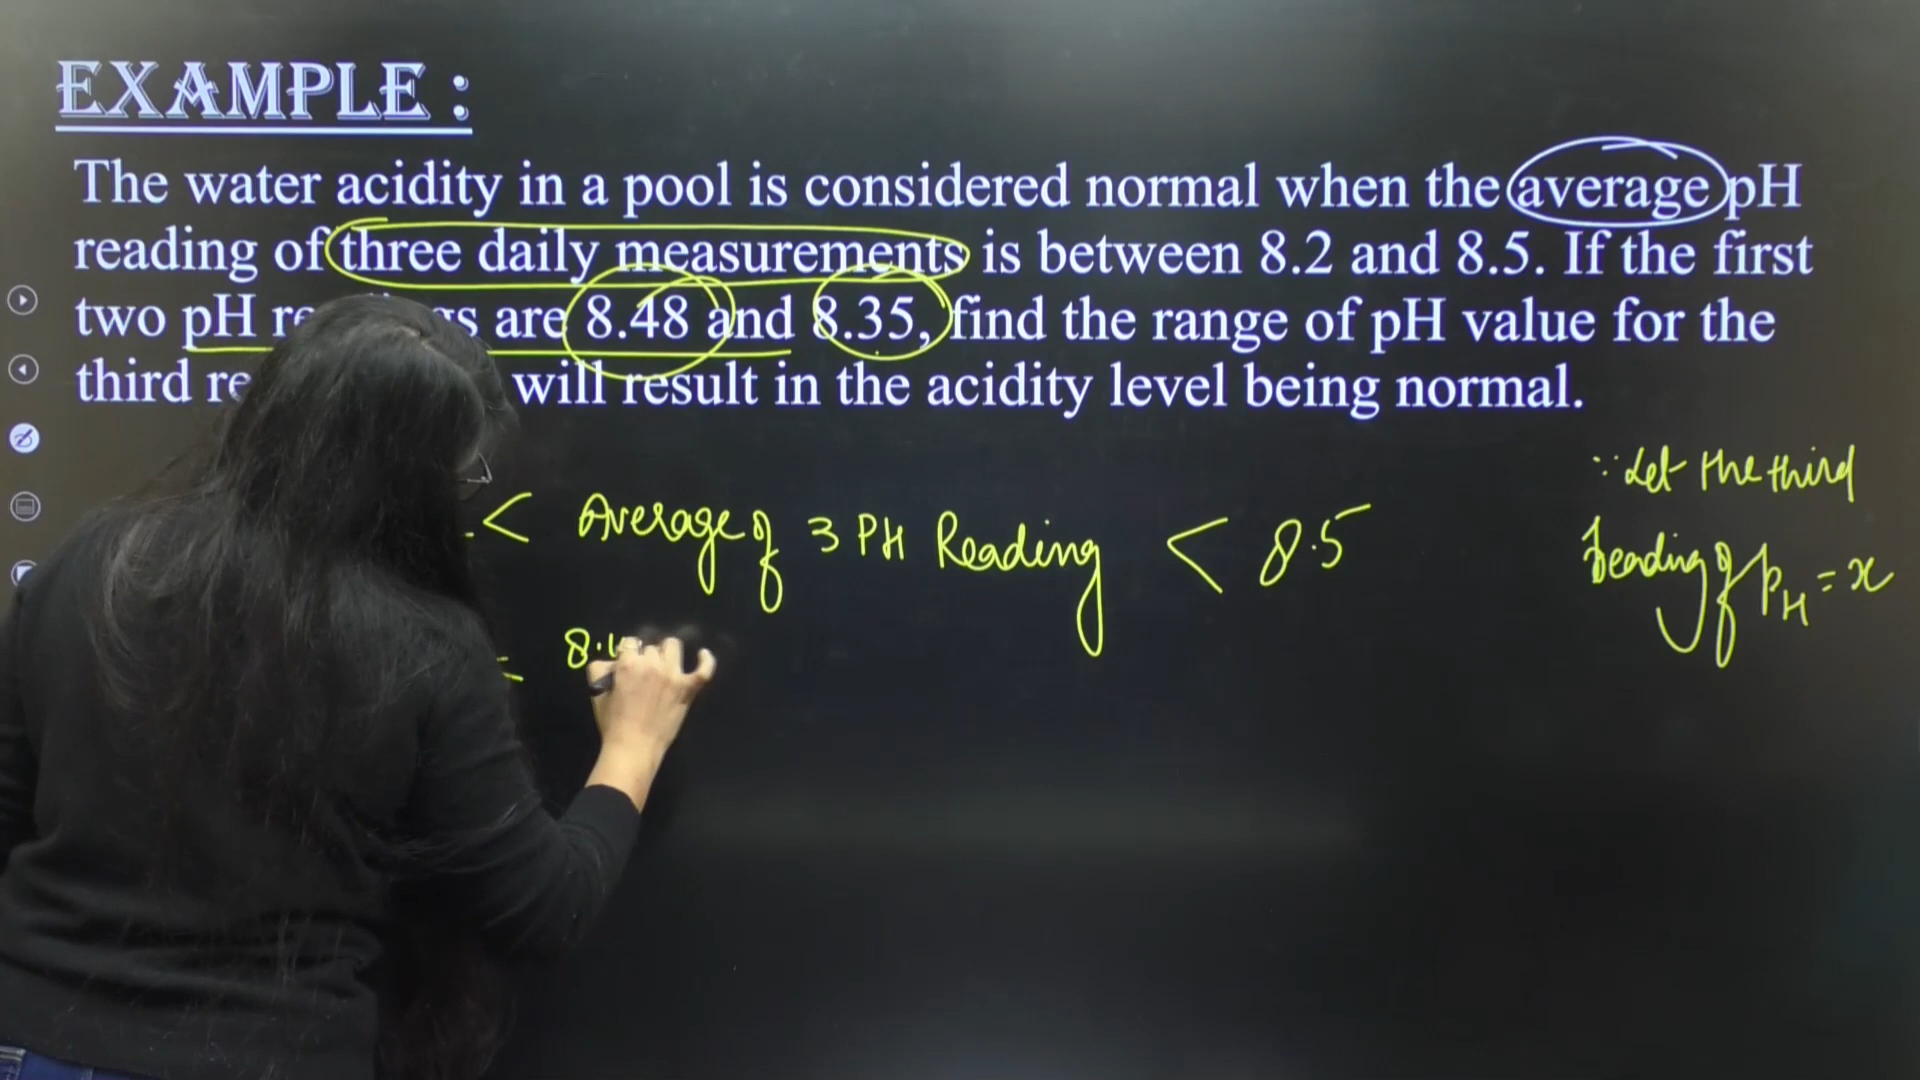 EXAMPLE :
The water acidity in a pool is considered normal when the average pH
reading of three daily measurements is between 8.2 and 8.5. If the first
two pH are 8.48 and 8.35, find the range of pH value for the
third will result in the acidity level being normal.
∵ Let the third
Reading of pH = x
< Average of 3 PH Reading < 8.5